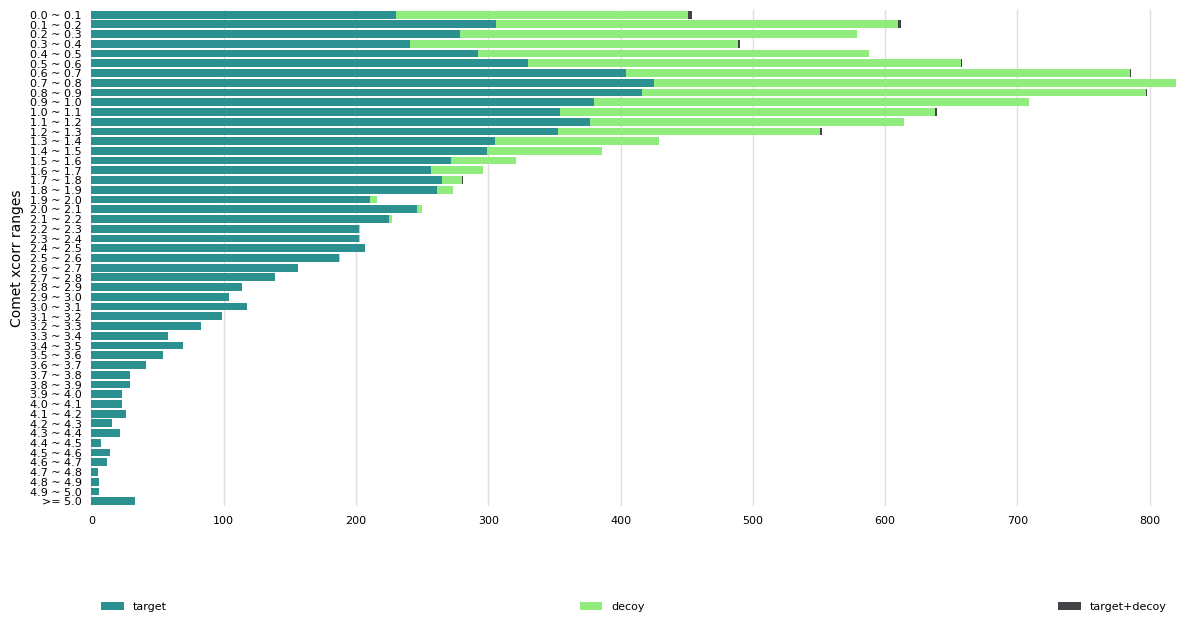 Comet xcorr ranges
0.0 ~ 0.1
0.1 ~ 0.2
0.2 ~ 0.3
0.3 ~ 0.4
0.4 ~ 0.5
0.5 ~ 0.6
0.6 ~ 0.7
0.7 ~ 0.8
0.8 ~ 0.9
0.9 ~ 1.0
1.0 ~ 1.1
1.1 ~ 1.2
1.2 ~ 1.3
1.3 ~ 1.4
1.4 ~ 1.5
1.5 ~ 1.6
1.6 ~ 1.7
1.7 ~ 1.8
1.8 ~ 1.9
1.9 ~ 2.0
2.0 ~ 2.1
2.1 ~ 2.2
2.2 ~ 2.3
2.3 ~ 2.4
2.4 ~ 2.5
2.5 ~ 2.6
2.6 ~ 2.7
2.7 ~ 2.8
2.8 ~ 2.9
2.9 ~ 3.0
3.0 ~ 3.1
3.1 ~ 3.2
3.2 ~ 3.3
3.3 ~ 3.4
3.4 ~ 3.5
3.5 ~ 3.6
3.6 ~ 3.7
3.7 ~ 3.8
3.8 ~ 3.9
3.9 ~ 4.0
4.0 ~ 4.1
4.1 ~ 4.2
4.2 ~ 4.3
4.3 ~ 4.4
4.4 ~ 4.5
4.5 ~ 4.6
4.6 ~ 4.7
4.7 ~ 4.8
4.8 ~ 4.9
4.9 ~ 5.0
>= 5.0
0 100 200 300 400 500 600 700 800
target decoy target+decoy